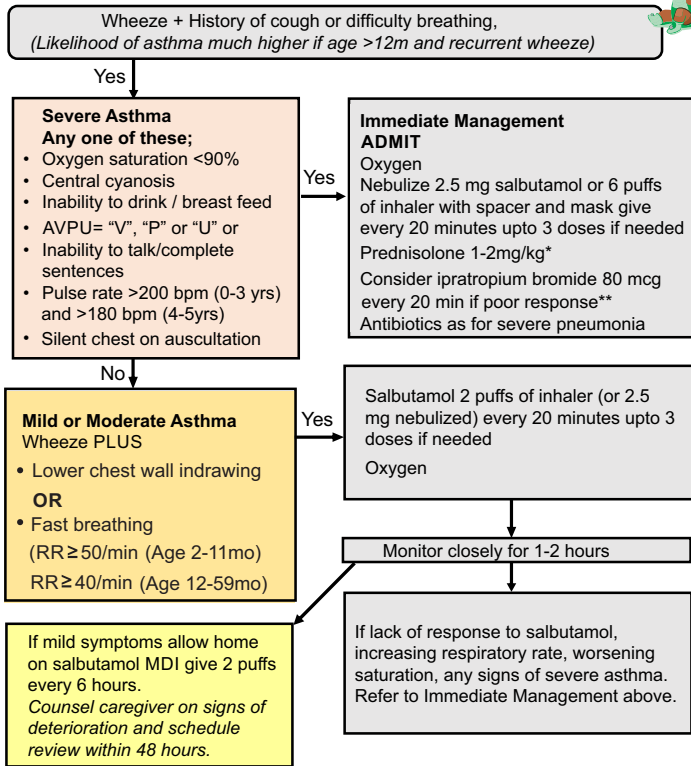 Wheeze + History of cough or difficulty breathing,
(Likelihood of asthma much higher if age >12m and recurrent wheeze)
Yes
Severe Asthma
Any one of these;
• Oxygen saturation <90%
• Central cyanosis
• Inability to drink / breast feed
• AVPU= “V”, “P” or “U” or
• Inability to talk/complete
sentences
• Pulse rate >200 bpm (0-3 yrs)
and >180 bpm (4-5yrs)
• Silent chest on auscultation
Yes
Immediate Management
ADMIT
Oxygen
Nebulize 2.5 mg salbutamol or 6 puffs
of inhaler with spacer and mask give
every 20 minutes upto 3 doses if needed
Prednisolone 1-2mg/kg*
Consider ipratropium bromide 80 mcg
every 20 min if poor response**
Antibiotics as for severe pneumonia
No
Mild or Moderate Asthma
Wheeze PLUS
• Lower chest wall indrawing
OR
• Fast breathing
(RR≥50/min (Age 2-11mo)
RR≥40/min (Age 12-59mo)
Yes
Salbutamol 2 puffs of inhaler (or 2.5
mg nebulized) every 20 minutes upto 3
doses if needed
Oxygen
Monitor closely for 1-2 hours
If mild symptoms allow home
on salbutamol MDI give 2 puffs
every 6 hours.
Counsel caregiver on signs of
deterioration and schedule
review within 48 hours.
If lack of response to salbutamol,
increasing respiratory rate, worsening
saturation, any signs of severe asthma.
Refer to Immediate Management above.